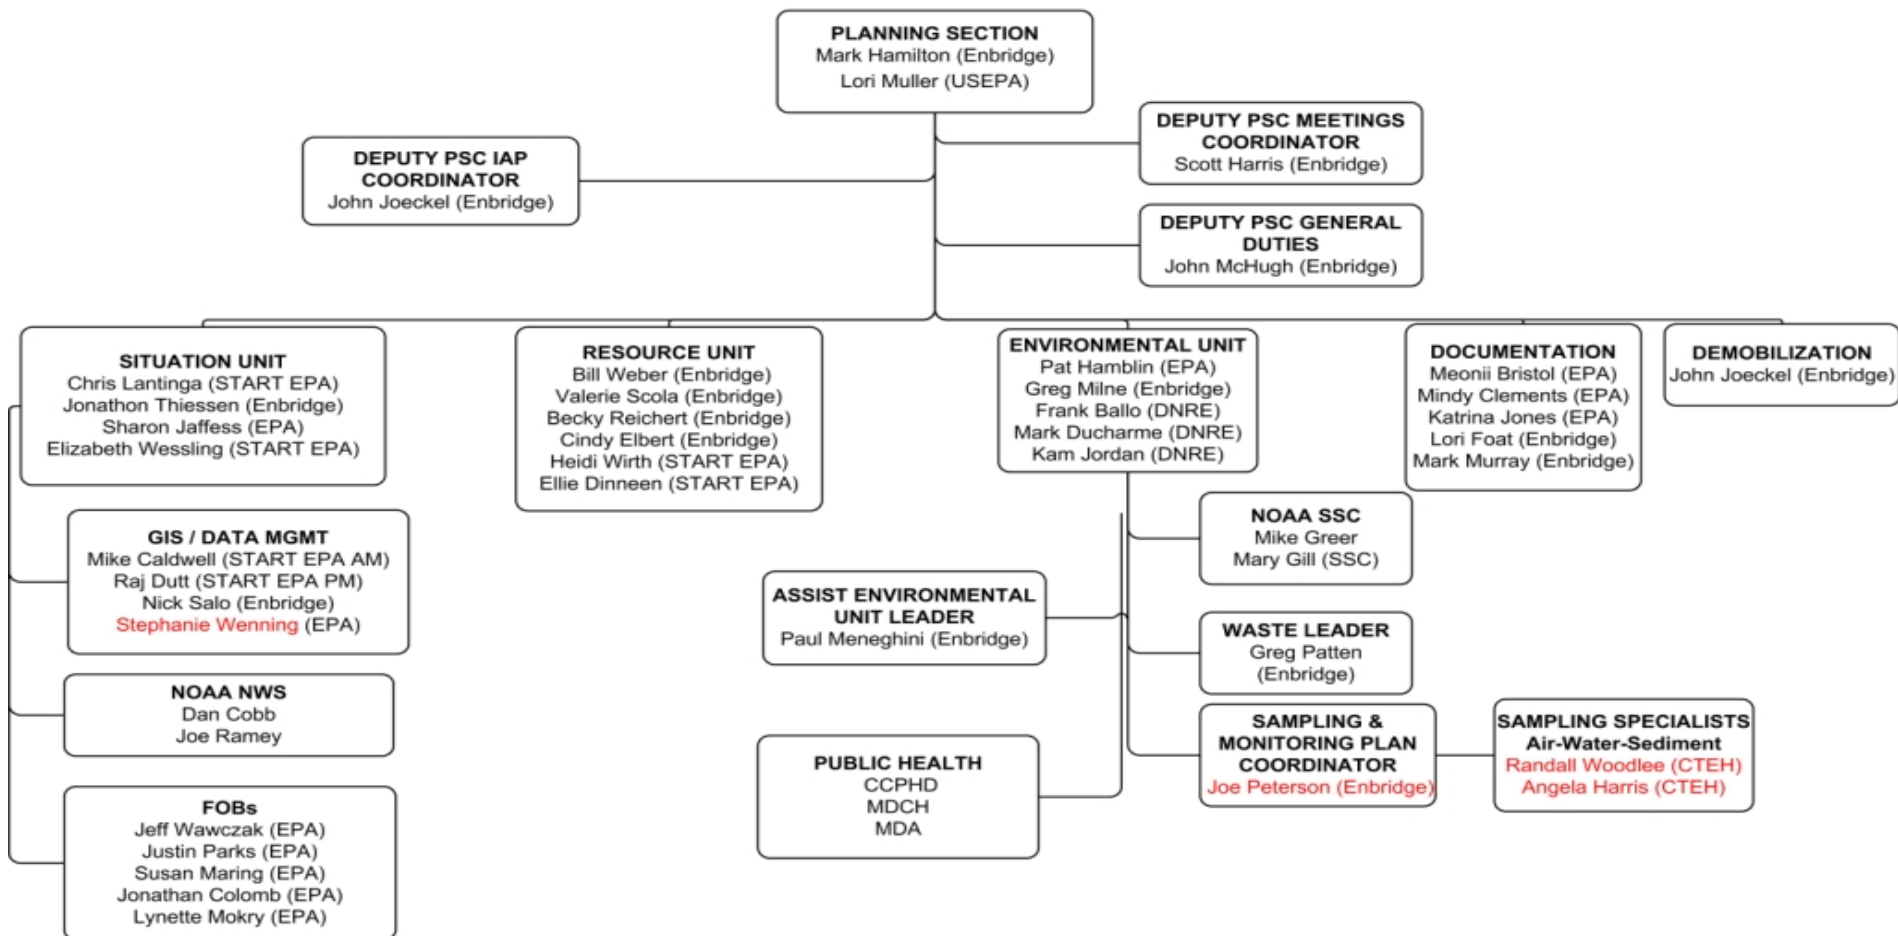 PLANNING SECTION
Mark Hamilton (Enbridge)
Lori Muller (USEPA)
DEPUTY PSC MEETINGS
COORDINATOR
Scott Harris (Enbridge)
DEPUTY PSC IAP
COORDINATOR
John Joeckel (Enbridge)
DEPUTY PSC GENERAL
DUTIES
John McHugh (Enbridge)
SITUATION UNIT
Chris Lantinga (START EPA)
Jonathon Thiessen (Enbridge)
Sharon Jaffess (EPA)
Elizabeth Wessling (START EPA)
RESOURCE UNIT
Bill Weber (Enbridge)
Valerie Scola (Enbridge)
Becky Reichert (Enbridge)
Cindy Elbert (Enbridge)
Heidi Wirth (START EPA)
Ellie Dinneen (START EPA)
ENVIRONMENTAL UNIT
Pat Hamblin (EPA)
Greg Milne (Enbridge)
Frank Ballo (DNRE)
Mark Ducharme (DNRE)
Kam Jordan (DNRE)
DOCUMENTATION
Meonii Bristol (EPA)
Mindy Clements (EPA)
Katrina Jones (EPA)
Lori Foat (Enbridge)
Mark Murray (Enbridge)
DEMOBILIZATION
John Joeckel (Enbridge)
GIS / DATA MGMT
Mike Caldwell (START EPA AM)
Raj Dutt (START EPA PM)
Nick Salo (Enbridge)
Stephanie Wenning (EPA)
NOAA NWS
Dan Cobb
Joe Ramey
FOBs
Jeff Wawczak (EPA)
Justin Parks (EPA)
Susan Maring (EPA)
Jonathan Colomb (EPA)
Lynette Mokry (EPA)
NOAA SSC
Mike Greer
Mary Gill (SSC)
ASSIST ENVIRONMENTAL
UNIT LEADER
Paul Meneghini (Enbridge)
WASTE LEADER
Greg Patten
(Enbridge)
PUBLIC HEALTH
CCPHD
MDCH
MDA
SAMPLING &
MONITORING PLAN
COORDINATOR
Joe Peterson (Enbridge)
SAMPLING SPECIALISTS
Air-Water-Sediment
Randall Woodlee (CTEH)
Angela Harris (CTEH)